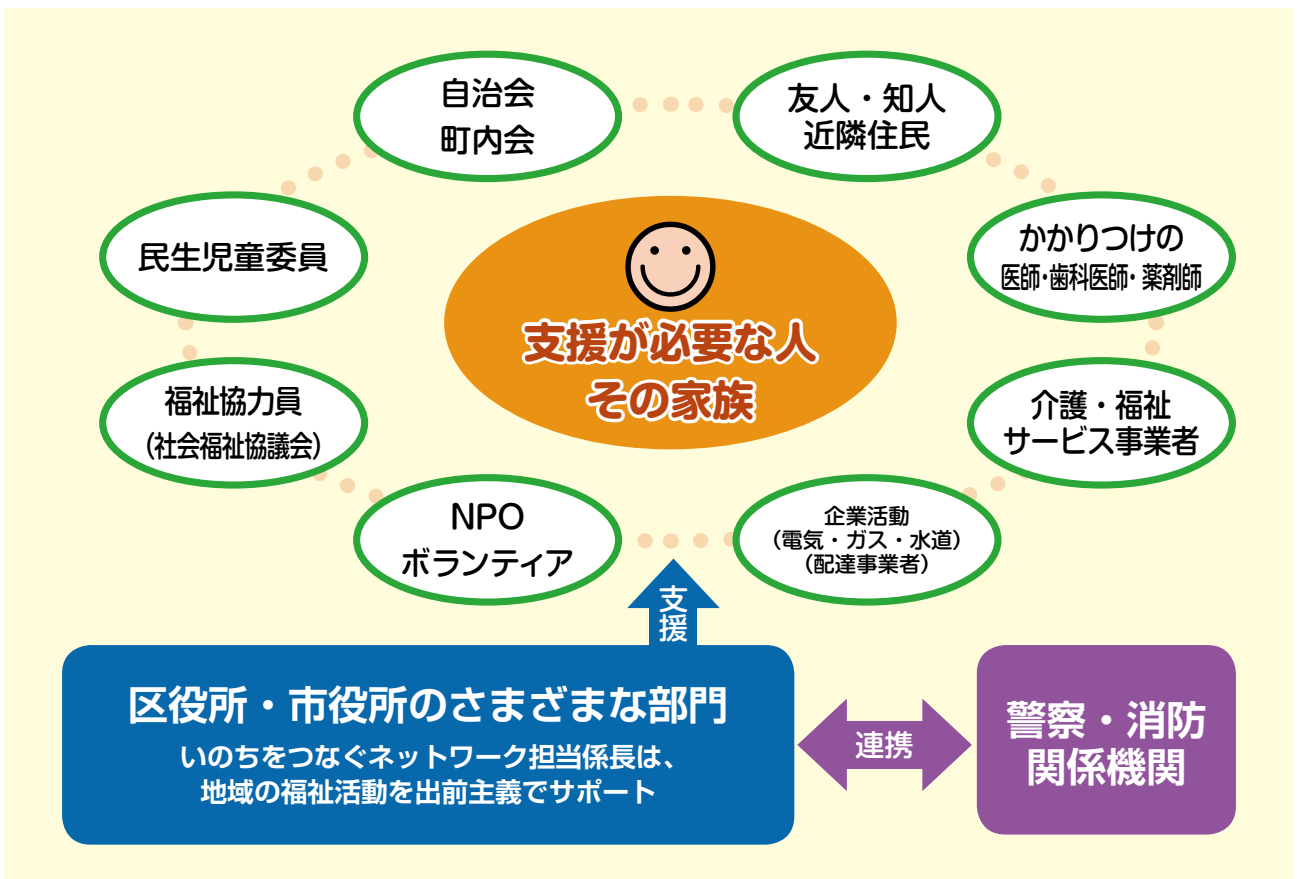 自治会
町内会
友人・知人
近隣住民
民生児童委員
かかりつけの
医師・歯科医師・薬剤師
支援が必要な人
その家族
福祉協力員
(社会福祉協議会)
介護・福祉
サービス事業者
NPO
ボランティア
企業活動
(電気・ガス・水道)
(配達事業者)
支援
区役所・市役所のさまざまな部門
いのちをつなぐネットワーク担当係長は、
地域の福祉活動を出前主義でサポート
連携
警察・消防
関係機関